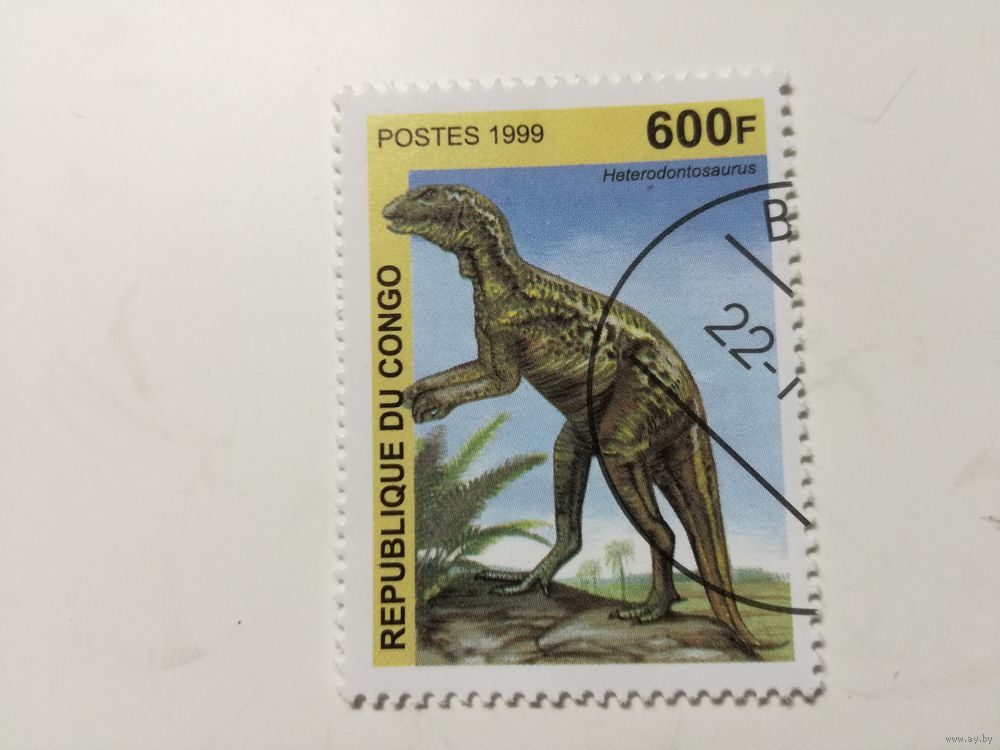 POSTES 1999
600F
Heterodontosaurus
REPUBLIQUE DU CONGO
B
22-
www.ay.by